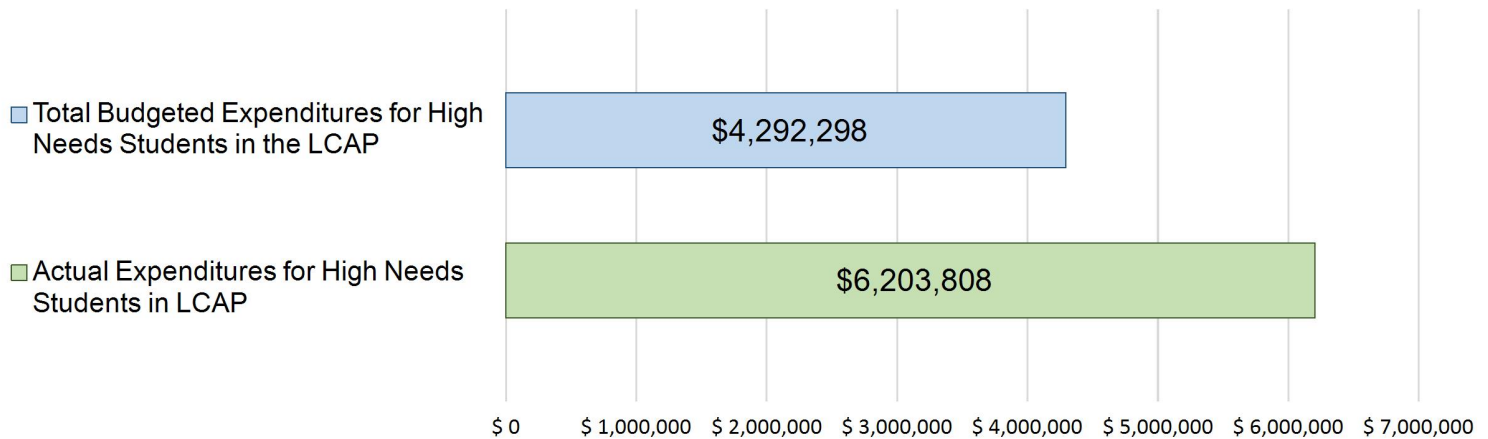 Total Budgeted Expenditures for High
Needs Students in the LCAP
$4,292,298
Actual Expenditures for High Needs
Students in LCAP
$6,203,808
$ 0 $ 1,000,000 $ 2,000,000 $ 3,000,000 $ 4,000,000 $ 5,000,000 $ 6,000,000 $ 7,000,000